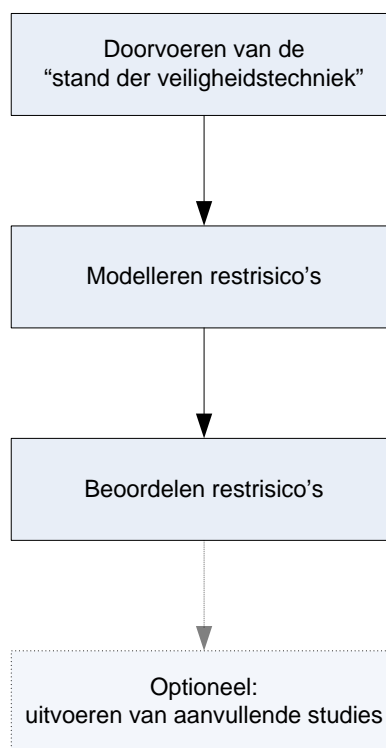 Doorvoeren van de
“stand der veiligheidstechniek”
Modelleren restrisico’s
Beoordelen restrisico’s
Optioneel:
uitvoeren van aanvullende studies